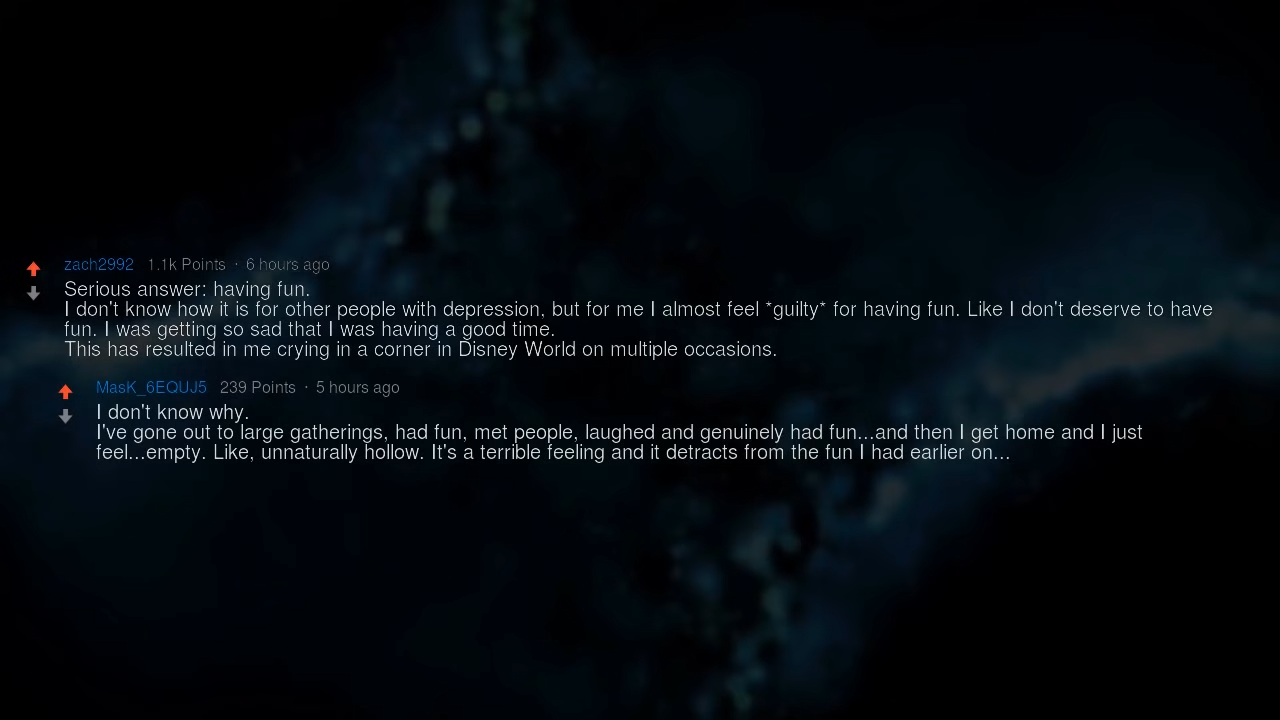 zach2992 1.1k Points · 6 hours ago
Serious answer: having fun.
I don't know how it is for other people with depression, but for me I almost feel *guilty* for having fun. Like I don't deserve to have
fun. I was getting so sad that I was having a good time.
This has resulted in me crying in a corner in Disney World on multiple occasions.
MasK_6EQUJ5 239 Points · 5 hours ago
I don't know why.
I've gone out to large gatherings, had fun, met people, laughed and genuinely had fun...and then I get home and I just
feel...empty. Like, unnaturally hollow. It's a terrible feeling and it detracts from the fun I had earlier on...